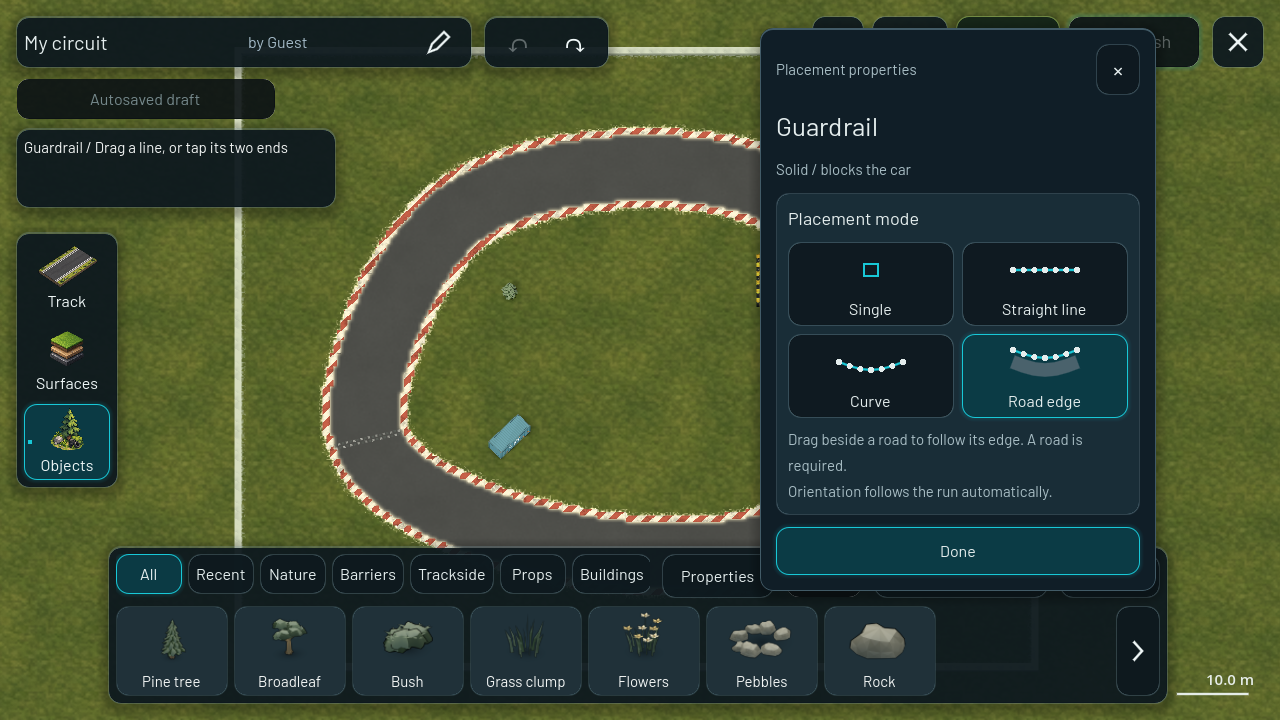 My circuit
by Guest
Autosaved draft
Guardrail / Drag a line, or tap its two ends
Track
Surfaces
Objects
Placement properties
×
Guardrail
Solid / blocks the car
Placement mode
Single
Straight line
Curve
Road edge
Drag beside a road to follow its edge. A road is
required.
Orientation follows the run automatically.
Done
All
Recent
Nature
Barriers
Trackside
Props
Buildings
Properties
Pine tree
Broadleaf
Bush
Grass clump
Flowers
Pebbles
Rock
10.0 m